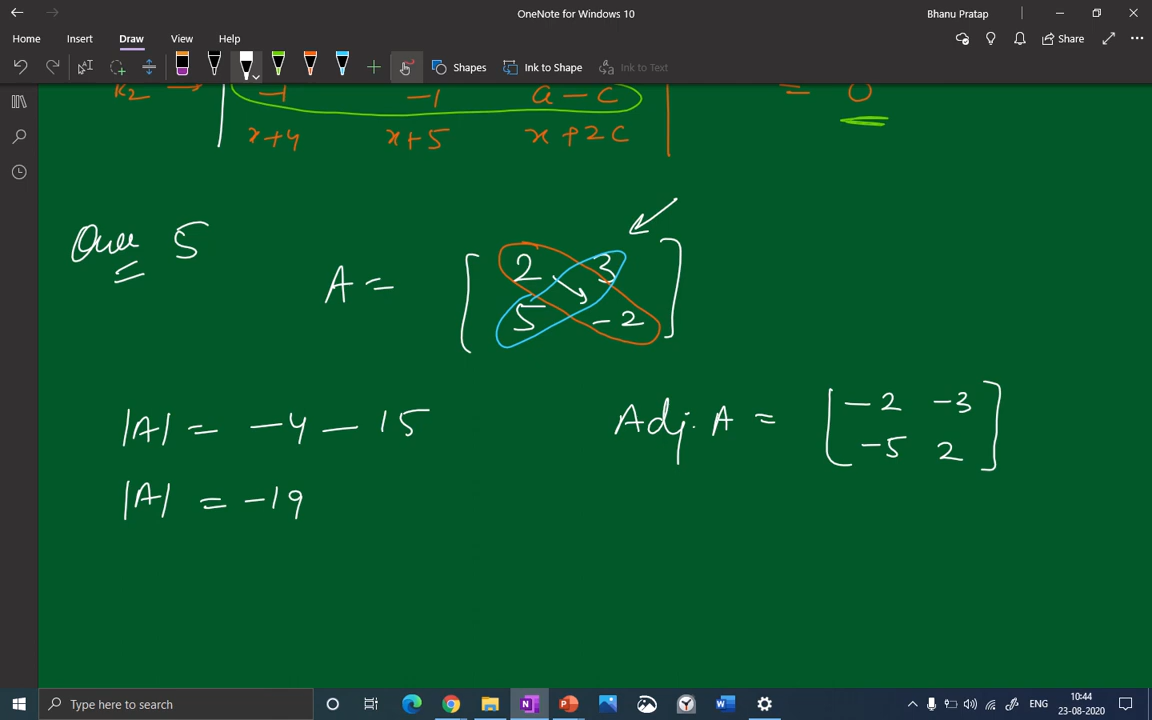 OneNote for Windows 10
Bhanu Pratap
Home Insert Draw View Help
Share
Shapes Ink to Shape Ink to Text
-1 -1 a - c = 0
x+4 x+5 x+2c
Ques 5
A = [ 2 3
5 -2 ]
|A| = -4 - 15
Adj. A = [ -2 -3
-5 2 ]
|A| = -19
Type here to search
ENG
10:44
23-08-2020